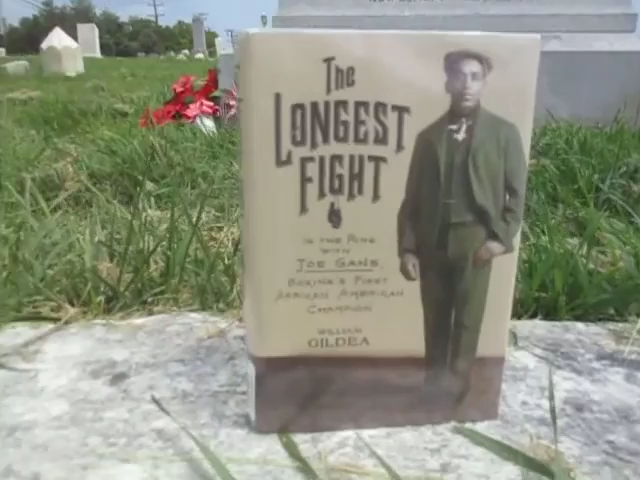 The
LONGEST
FIGHT
IN THE RING
WITH
JOE GANS,
BOXING'S FIRST
AFRICAN AMERICAN
CHAMPION
WILLIAM
GILDEA